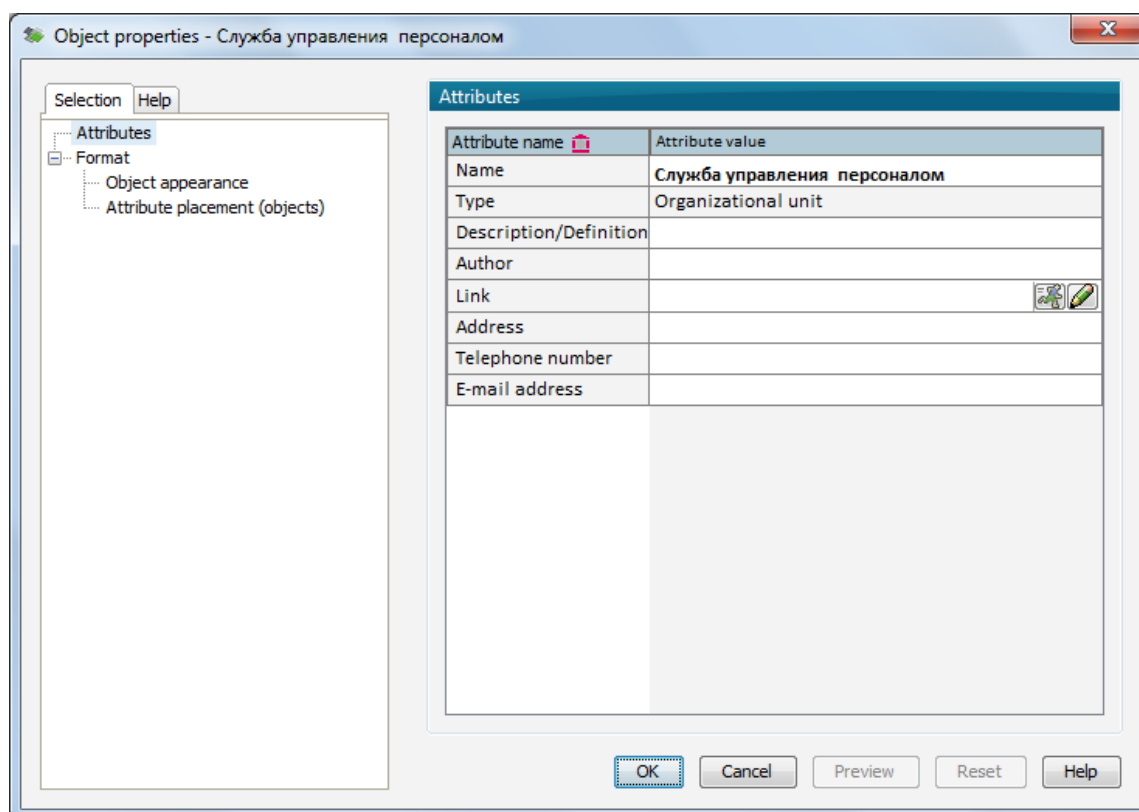 Object properties - Служба управления  персоналом
X
Selection Help
Attributes
Format
Object appearance
Attribute placement (objects)
Attributes
Attribute name Attribute value
Name Служба управления  персоналом
Type Organizational unit
Description/Definition
Author
Link
Address
Telephone number
E-mail address
OK Cancel Preview Reset Help